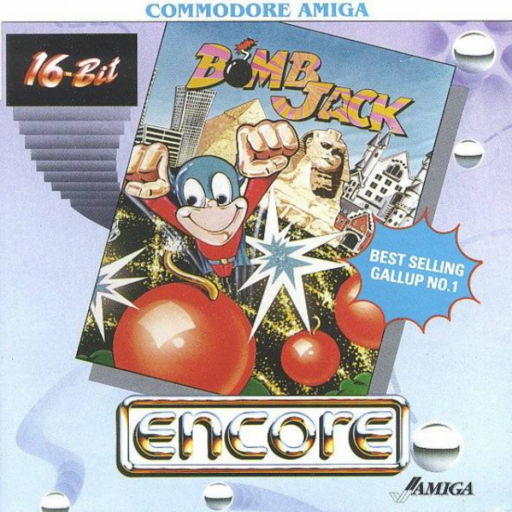 COMMODORE AMIGA
16-Bit
BOMB
JACK
BEST SELLING
GALLUP NO.1
ENCORE
AMIGA